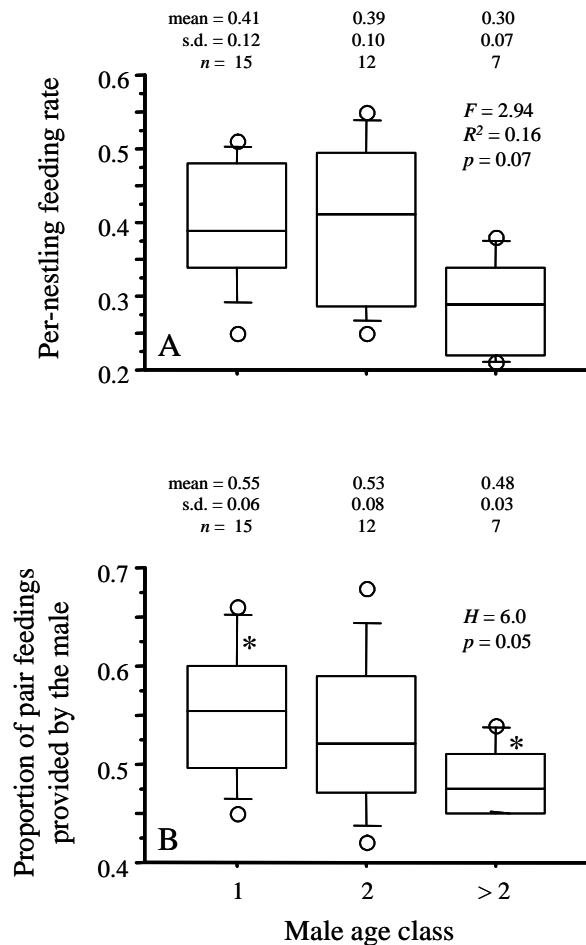 mean = 0.41 0.39 0.30
s.d. = 0.12 0.10 0.07
n = 15 12 7
0.6
F = 2.94
R² = 0.16
p = 0.07
0.5
0.4
0.3
0.2
Per-nestling feeding rate
A
mean = 0.55 0.53 0.48
s.d. = 0.06 0.08 0.03
n = 15 12 7
0.7
H = 6.0
p = 0.05
*
0.6
*
0.5
0.4
Proportion of pair feedings
provided by the male
B
1 2 > 2
Male age class